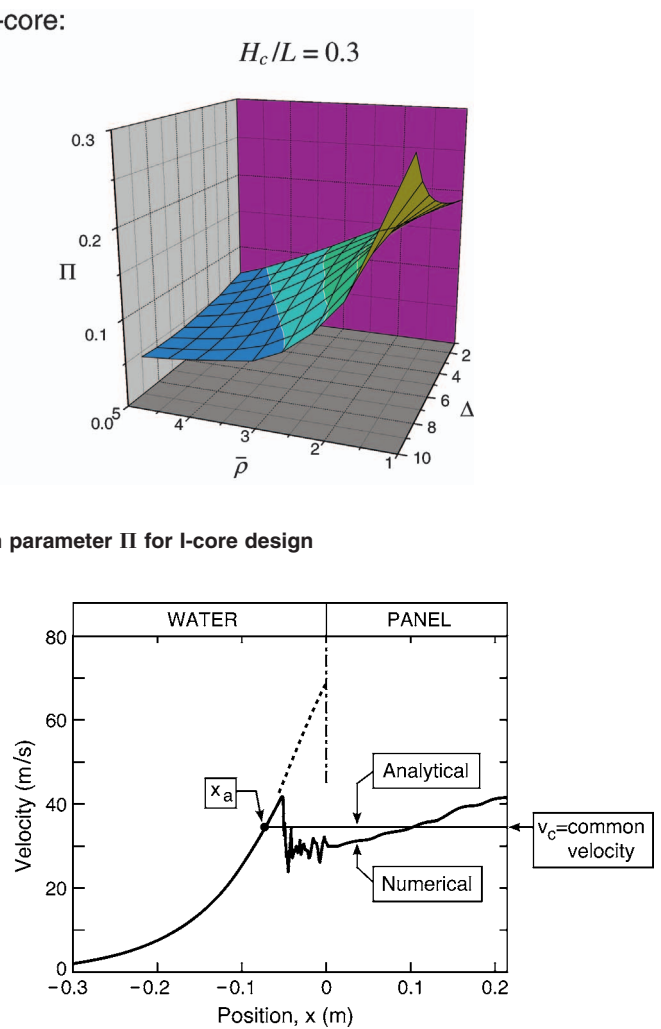 -core:
H_c/L = 0.3
0.3
0.2
Π
0.1
0.0
5
4
3
2
1
ρ̄
2
4
6
8
10
Δ
parameter Π for I-core design
WATER PANEL
80
60
40
20
0
Velocity (m/s)
x_a
Analytical
Numerical
v_c=common
velocity
−0.3 −0.2 −0.1 0 0.1 0.2
Position, x (m)